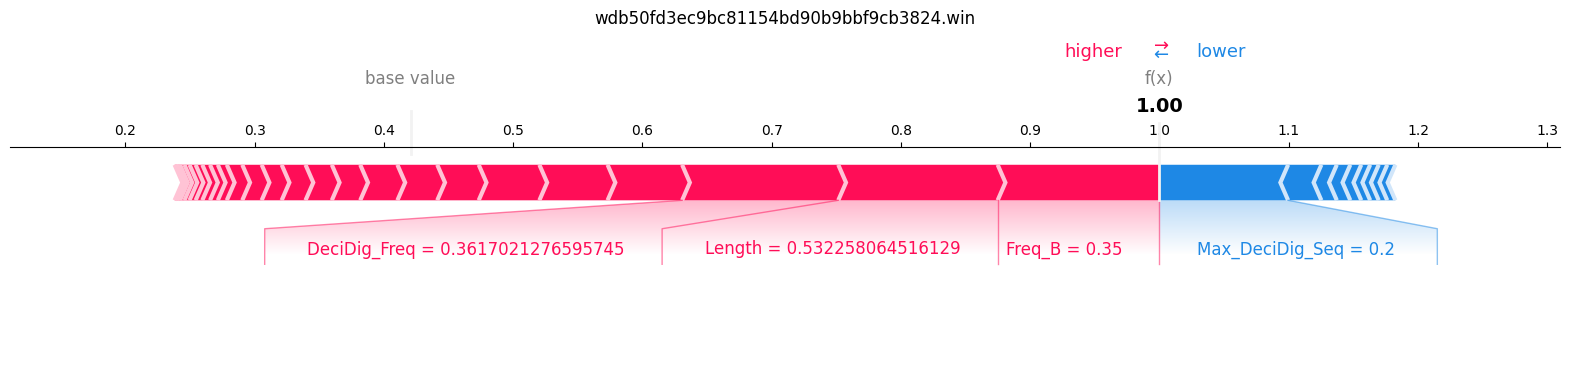 wdb50fd3ec9bc81154bd90b9bbf9cb3824.win
higher ⇄ lower
base value f(x)
1.00
0.2 0.3 0.4 0.5 0.6 0.7 0.8 0.9 1.0 1.1 1.2 1.3
DeciDig_Freq = 0.3617021276595745 Length = 0.532258064516129 Freq_B = 0.35 Max_DeciDig_Seq = 0.2